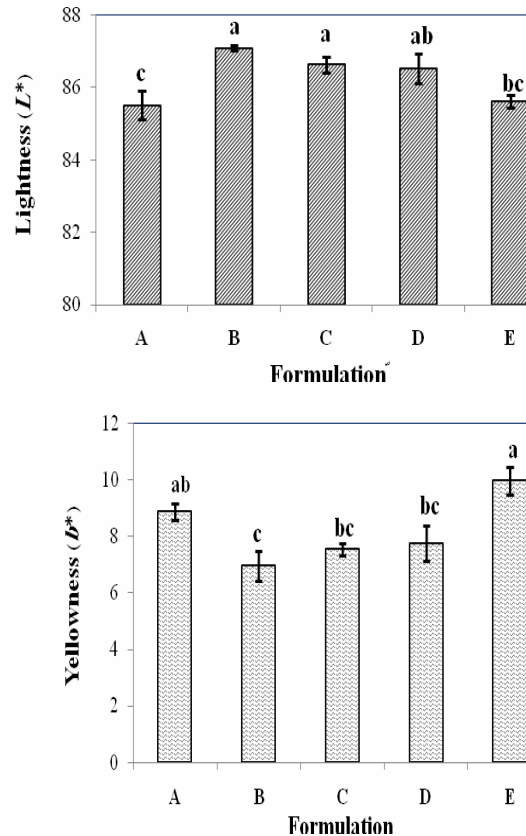 88
86
84
82
80
Lightness (L*)
c
a
a
ab
bc
A B C D E
Formulation
12
10
8
6
4
2
0
Yellowness (b*)
ab
c
bc
bc
a
A B C D E
Formulation